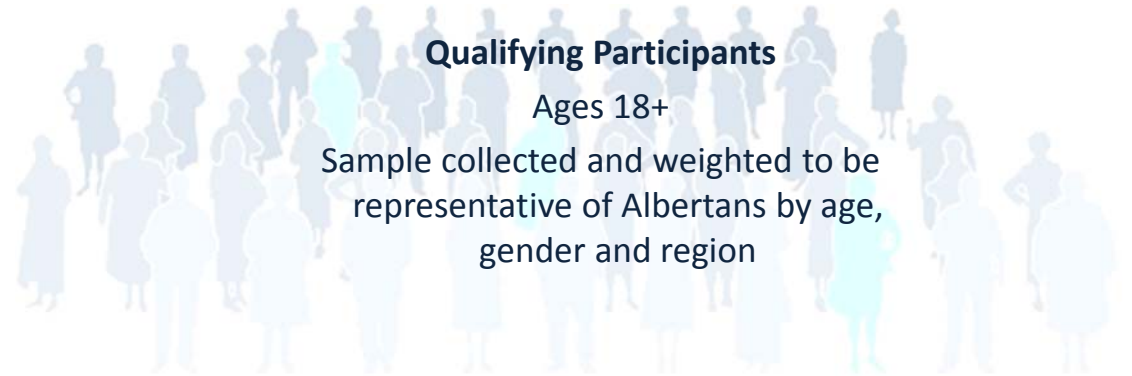 Qualifying Participants
Ages 18+
Sample collected and weighted to be
representative of Albertans by age,
gender and region